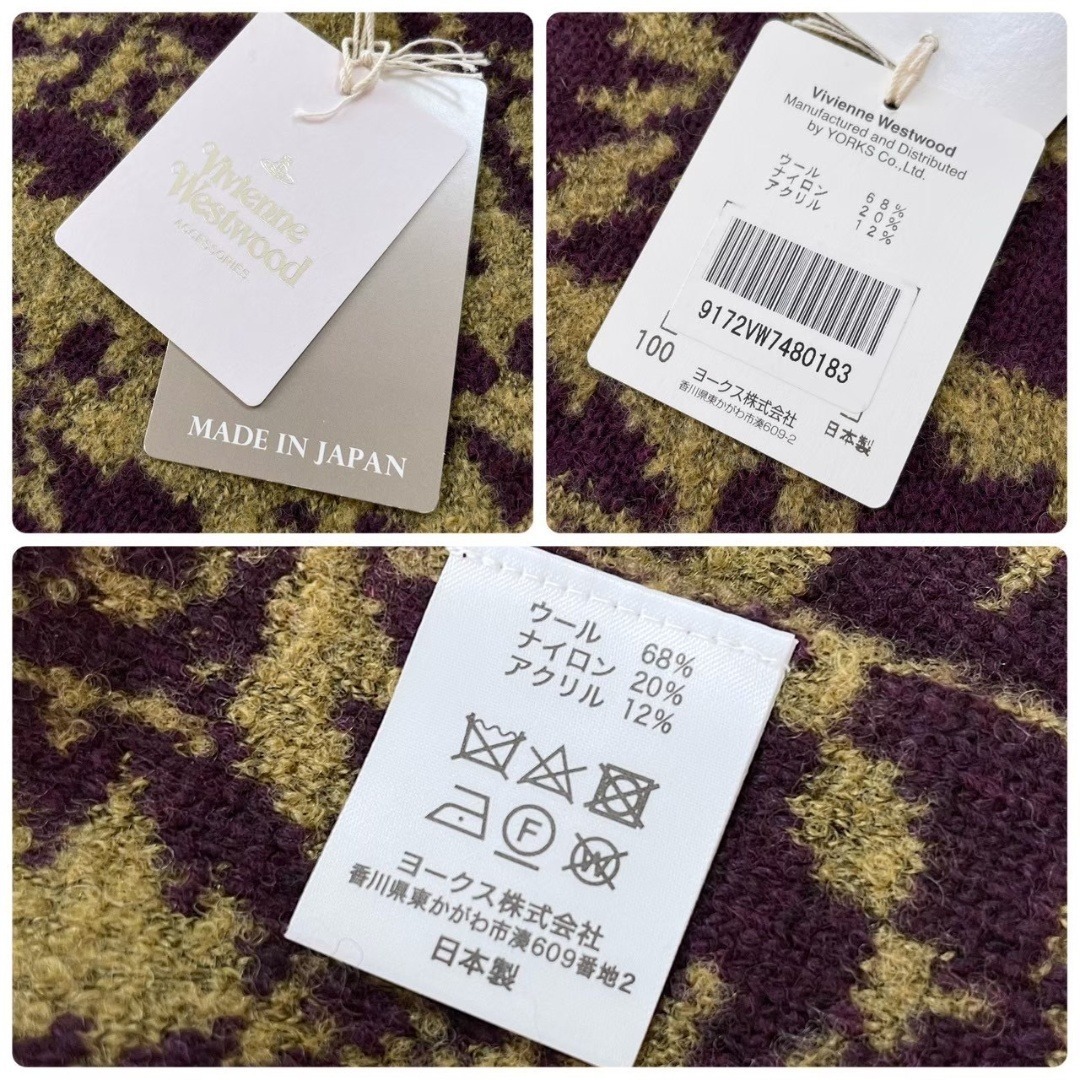 Vivienne
Westwood
ACCESSORIES
MADE IN JAPAN
Vivienne Westwood
Manufactured and Distributed
by YORKS Co.,Ltd.
ウール 68%
ナイロン 20%
アクリル 12%
9172VW7480183
100
ヨークス株式会社
香川県東かがわ市湊609-2
日本製
ウール 68%
ナイロン 20%
アクリル 12%
F
W
ヨークス株式会社
香川県東かがわ市湊609番地2
日本製